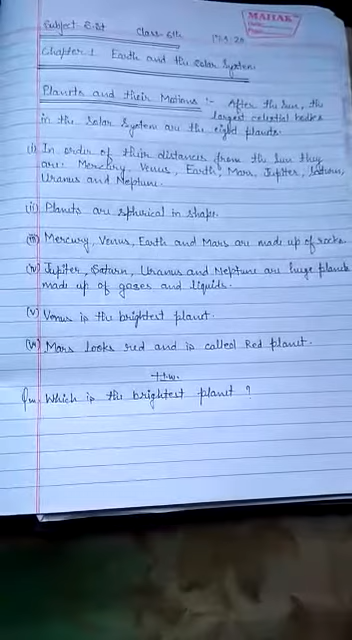 Subject S.St Class-6th
MAHAK
Date:
Page:
Chapter 1 Earth and the Solar System
Planets and their Motions :- After the Sun, the
largest celestial bodies
in the Solar System are the eight planets.
(i) In order of their distances from the Sun they
are: Mercury, Venus, Earth, Mars, Jupiter, Saturn,
Uranus and Neptune.
(ii) Planets are spherical in shape.
(iii) Mercury, Venus, Earth and Mars are made up of rocks.
(iv) Jupiter, Saturn, Uranus and Neptune are huge planets
made up of gases and liquids.
(v) Venus is the brightest planet.
(vi) Mars looks red and is called Red planet.
H.W.
Qu. Which is the brightest planet ?